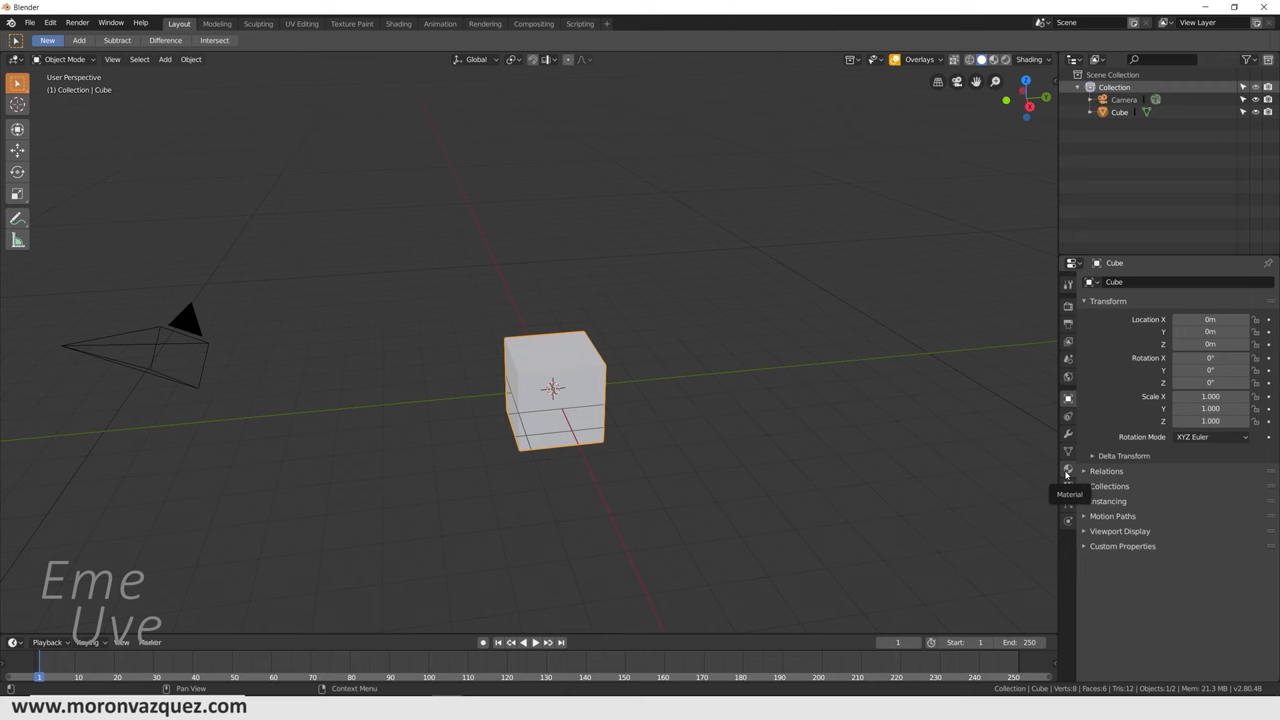 Blender
File Edit Render Window Help Layout Modeling Sculpting UV Editing Texture Paint Shading Animation Rendering Compositing Scripting + Scene View Layer
New Add Subtract Difference Intersect
Object Mode View Select Add Object Global Overlays Shading
User Perspective
(1) Collection | Cube
Z
Y
X
Scene Collection
Collection
Camera
Cube
Cube
Cube
Transform
Location X 0m
Y 0m
Z 0m
Rotation X 0°
Y 0°
Z 0°
Scale X 1.000
Y 1.000
Z 1.000
Rotation Mode XYZ Euler
Delta Transform
Relations
Collections
Instancing
Motion Paths
Viewport Display
Custom Properties
Material
Eme
Uve
Playback Keying View Marker 1 Start: 1 End: 250
1 10 20 30 40 50 60 70 80 90 100 110 120 130 140 150 160 170 180 190 200 210 220 230 240 250
Pan View Context Menu Collection | Cube | Verts:8 | Faces:6 | Tris:12 | Objects:1/2 | Mem: 21.3 MB | v2.80.48
www.moronvazquez.com